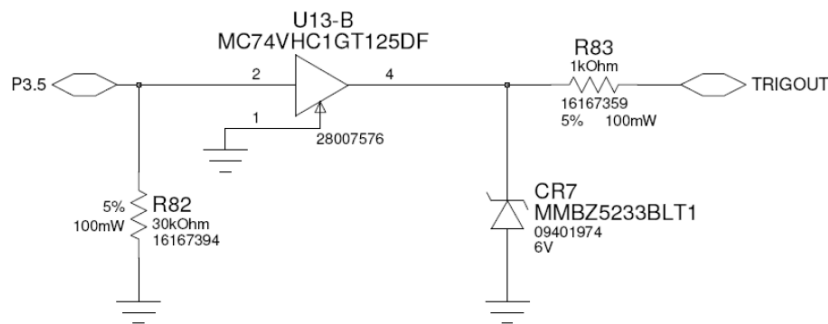 U13-B
MC74VHC1GT125DF
P3.5
2
4
1
28007576
R83
1kOhm
16167359
5% 100mW
TRIGOUT
5%
100mW
R82
30kOhm
16167394
CR7
MMBZ5233BLT1
09401974
6V